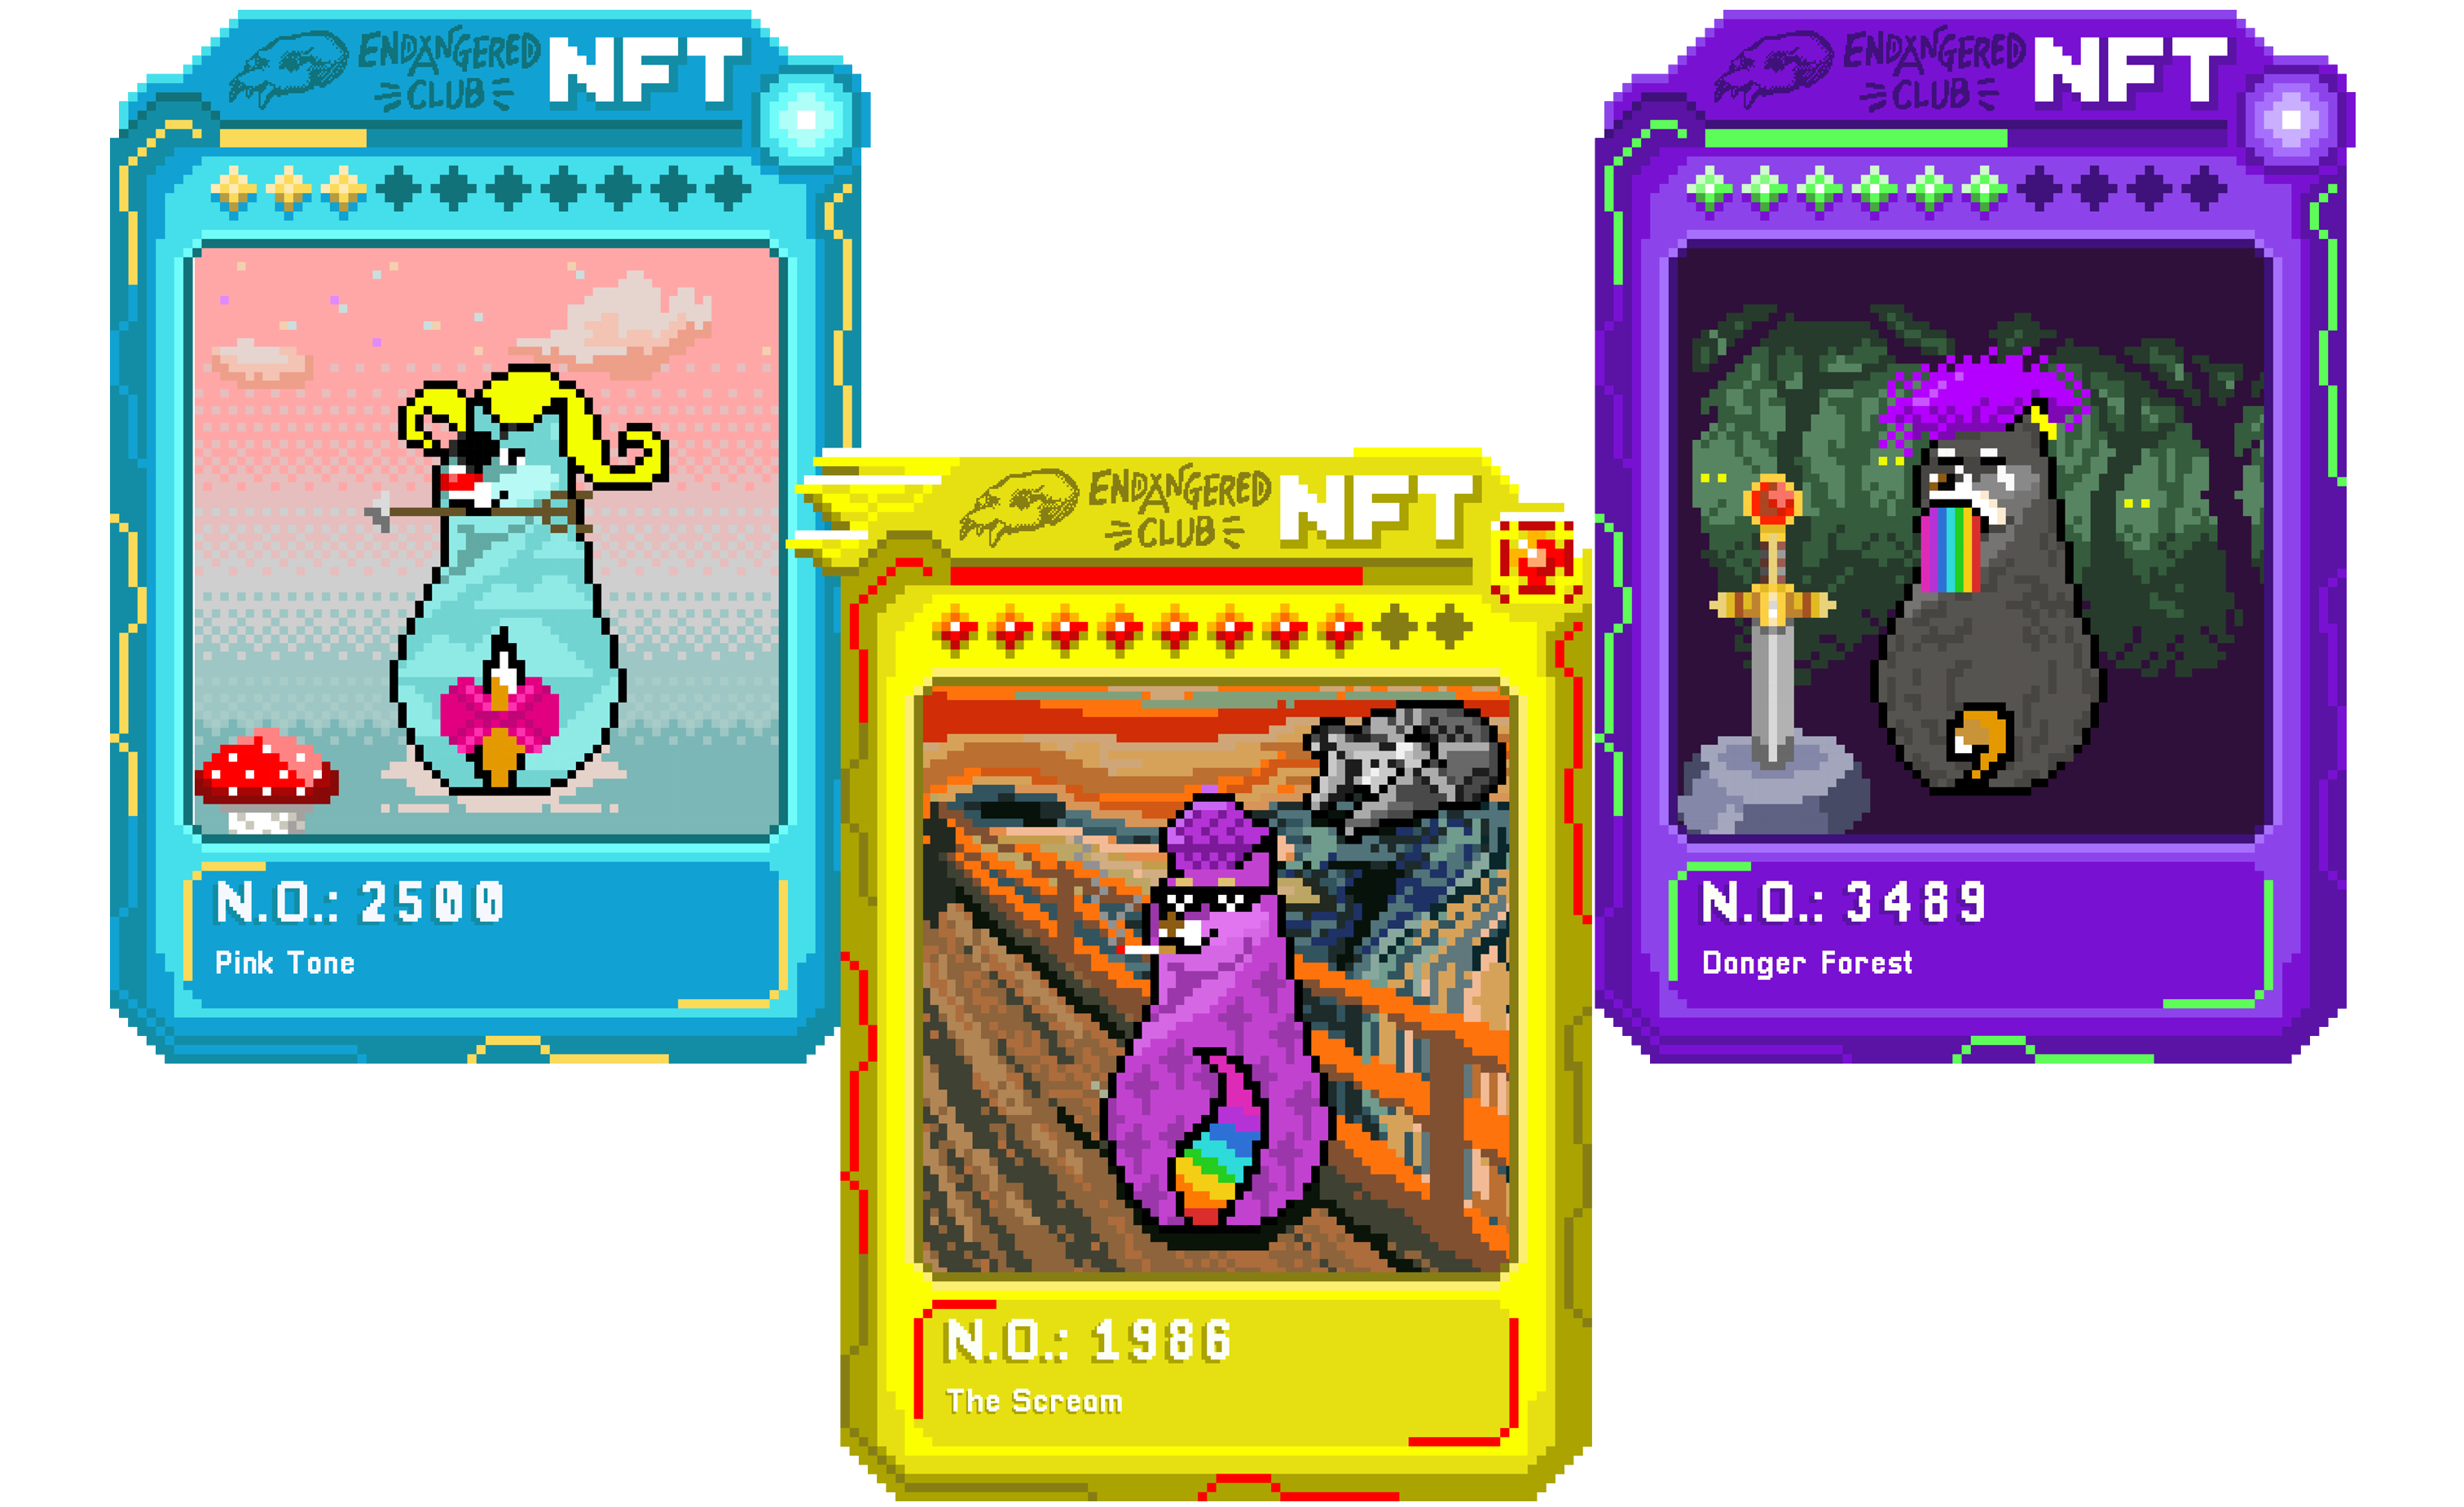 ENDANGERED
CLUB
NFT
N.O.: 2500
Pink Tone
ENDANGERED
CLUB
NFT
N.O.: 1986
The Scream
ENDANGERED
CLUB
NFT
N.O.: 3489
Danger Forest